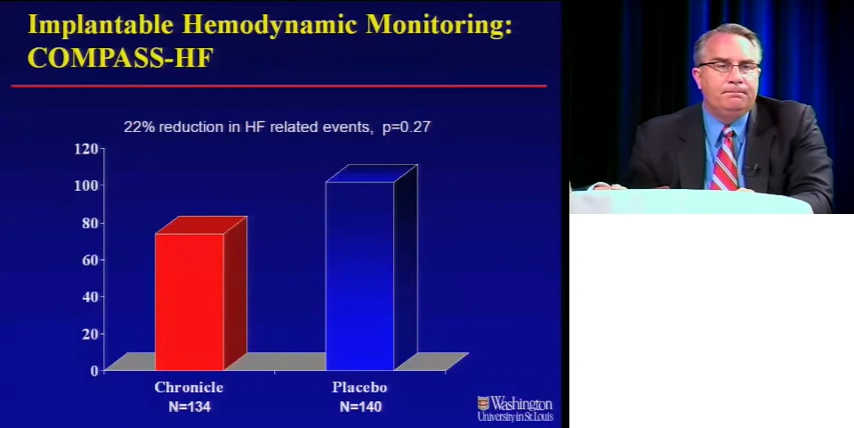 Implantable Hemodynamic Monitoring:
COMPASS-HF
22% reduction in HF related events, p=0.27
120
100
80
60
40
20
0
Chronicle
Placebo
N=134
N=140
Washington
University in St. Louis